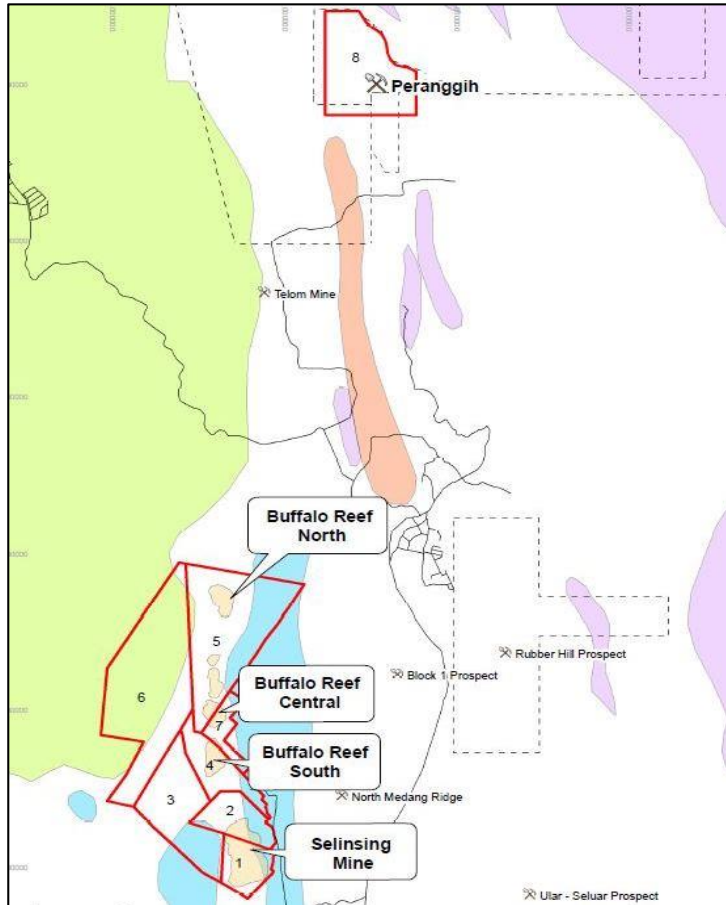 8
Peranggih
Telom Mine
Buffalo Reef
North
5
Rubber Hill Prospect
6
Block 1 Prospect
Buffalo Reef
Central
7
Buffalo Reef
South
4
3
North Medang Ridge
2
Selinsing
Mine
1
Ular - Seluar Prospect